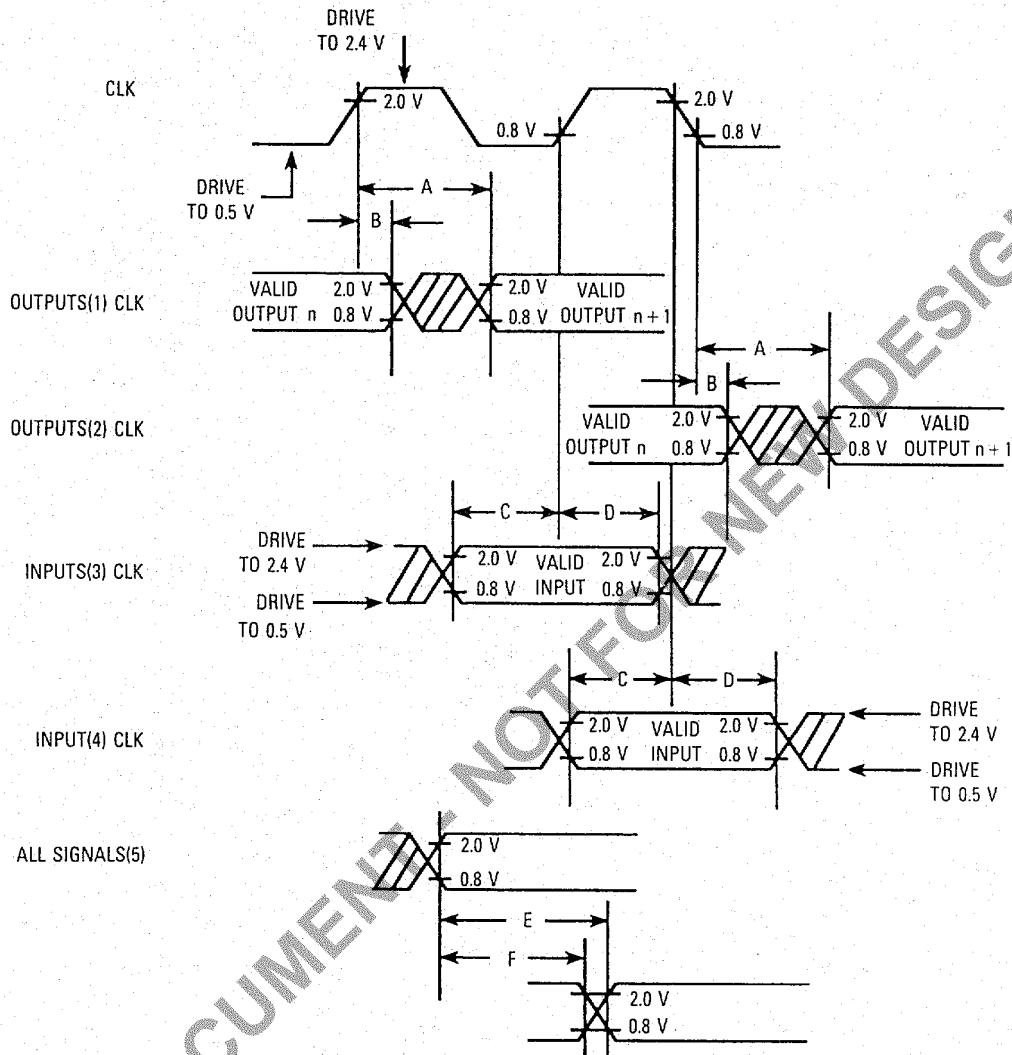 DRIVE
TO 2.4 V
CLK
2.0 V
0.8 V
2.0 V
0.8 V
DRIVE
TO 0.5 V
A
B
OUTPUTS(1) CLK
VALID
OUTPUT n
2.0 V
0.8 V
2.0 V
0.8 V
VALID
OUTPUT n + 1
A
B
OUTPUTS(2) CLK
VALID
OUTPUT n
2.0 V
0.8 V
2.0 V
0.8 V
VALID
OUTPUT n + 1
C
D
INPUTS(3) CLK
DRIVE
TO 2.4 V
DRIVE
TO 0.5 V
2.0 V
0.8 V
VALID
INPUT
2.0 V
0.8 V
C
D
INPUT(4) CLK
2.0 V
0.8 V
VALID
INPUT
2.0 V
0.8 V
DRIVE
TO 2.4 V
DRIVE
TO 0.5 V
ALL SIGNALS(5)
2.0 V
0.8 V
E
F
2.0 V
0.8 V
CUMENT - NOT FOR NEW DESIG